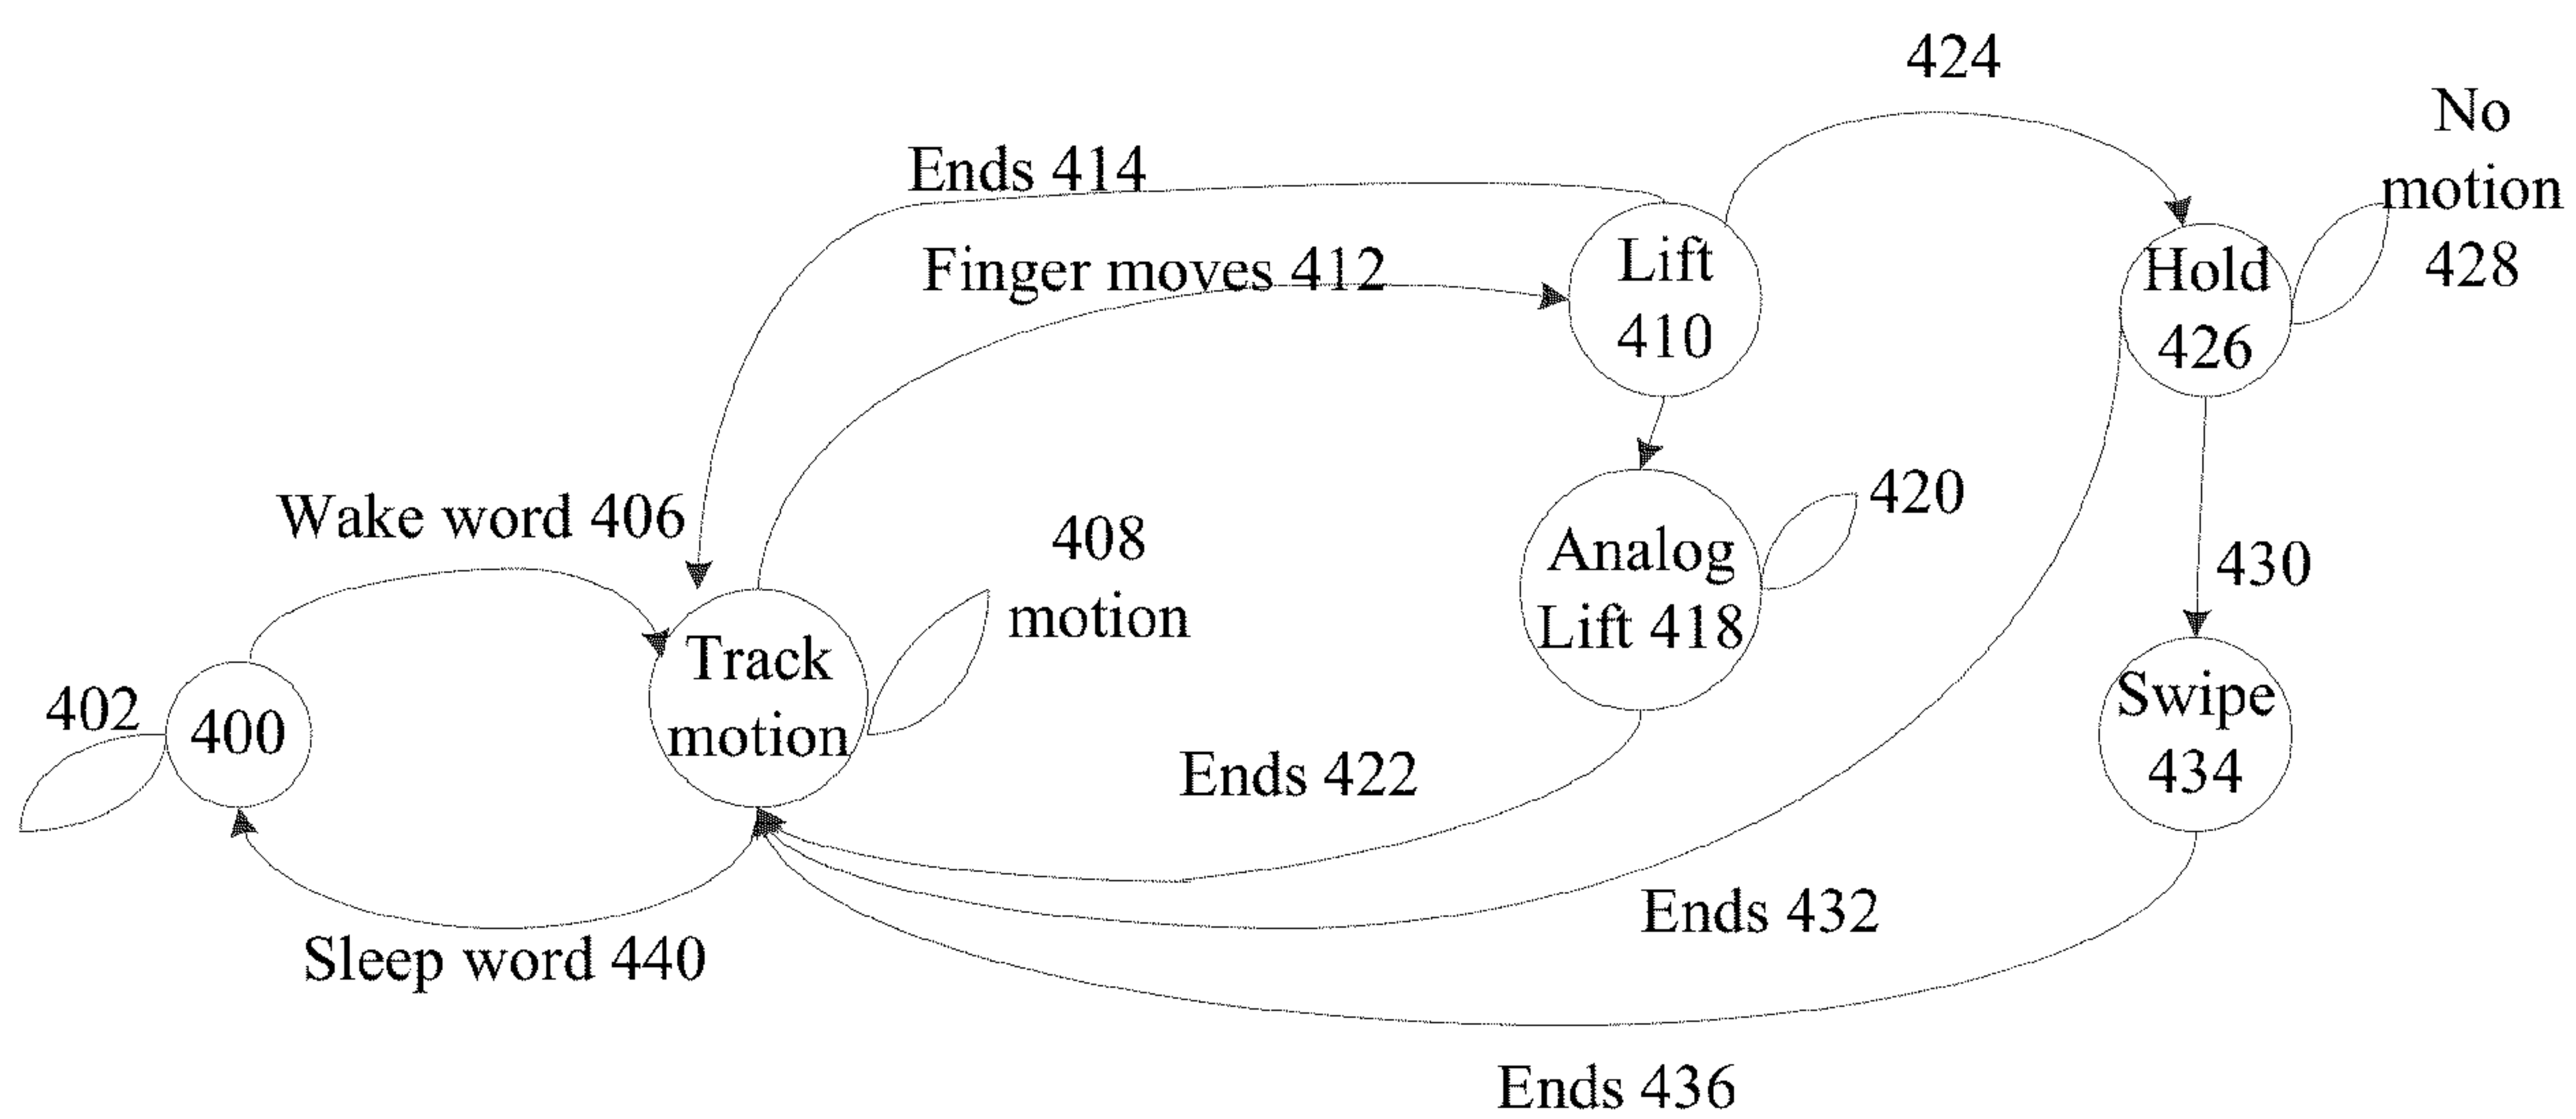 424
No
motion
428
Ends 414
Finger moves 412
Lift
410
Hold
426
Wake word 406
408
motion
420
Analog
Lift 418
430
Track
motion
402
400
Swipe
434
Ends 422
Ends 432
Sleep word 440
Ends 436